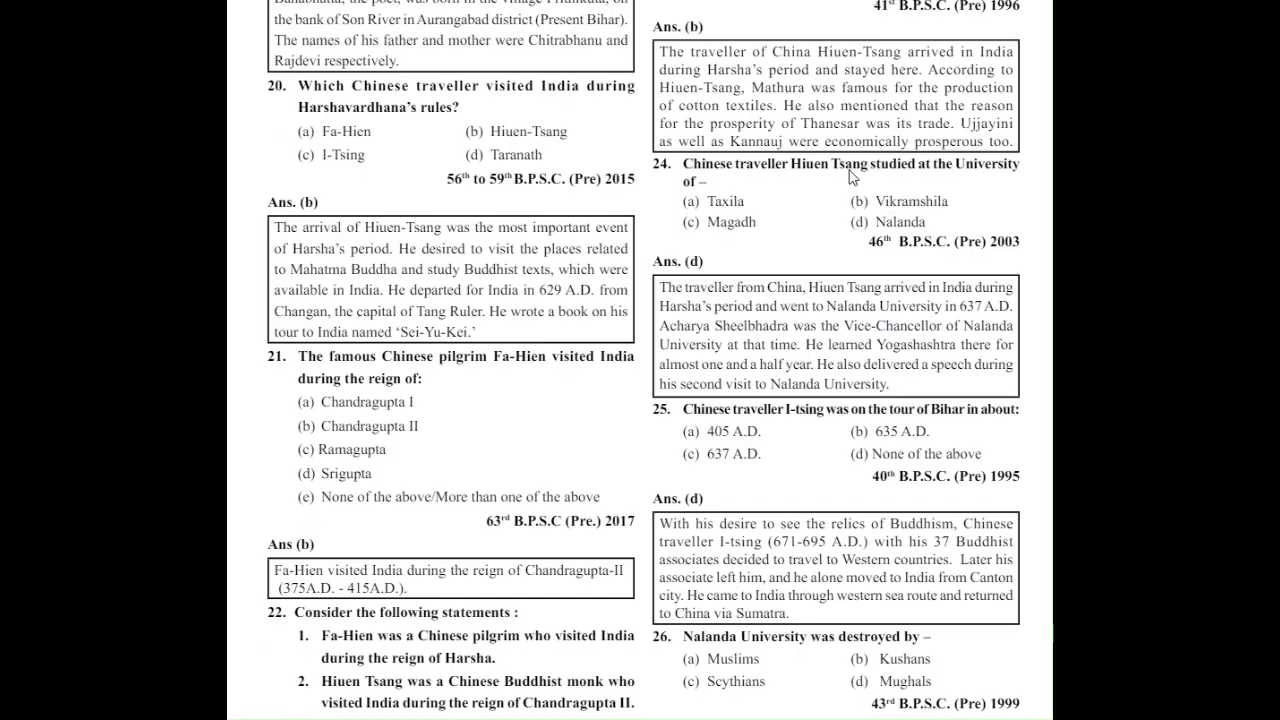 Banabhatta, the poet, was born in the village Prithikuta, on
the bank of Son River in Aurangabad district (Present Bihar).
The names of his father and mother were Chitrabhanu and
Rajdevi respectively.
20. Which Chinese traveller visited India during
Harshavardhana's rules?
(a) Fa-Hien (b) Hiuen-Tsang
(c) I-Tsing (d) Taranath
56th to 59th B.P.S.C. (Pre) 2015
Ans. (b)
The arrival of Hiuen-Tsang was the most important event
of Harsha's period. He desired to visit the places related
to Mahatma Buddha and study Buddhist texts, which were
available in India. He departed for India in 629 A.D. from
Changan, the capital of Tang Ruler. He wrote a book on his
tour to India named ‘Sei-Yu-Kei.’
21. The famous Chinese pilgrim Fa-Hien visited India
during the reign of:
(a) Chandragupta I
(b) Chandragupta II
(c) Ramagupta
(d) Srigupta
(e) None of the above/More than one of the above
63rd B.P.S.C (Pre.) 2017
Ans (b)
Fa-Hien visited India during the reign of Chandragupta-II
(375A.D. - 415A.D.).
22. Consider the following statements :
1. Fa-Hien was a Chinese pilgrim who visited India
during the reign of Harsha.
2. Hiuen Tsang was a Chinese Buddhist monk who
visited India during the reign of Chandragupta II.
41st B.P.S.C. (Pre) 1996
Ans. (b)
The traveller of China Hiuen-Tsang arrived in India
during Harsha's period and stayed here. According to
Hiuen-Tsang, Mathura was famous for the production
of cotton textiles. He also mentioned that the reason
for the prosperity of Thanesar was its trade. Ujjayini
as well as Kannauj were economically prosperous too.
24. Chinese traveller Hiuen Tsang studied at the University
of –
(a) Taxila (b) Vikramshila
(c) Magadh (d) Nalanda
46th B.P.S.C. (Pre) 2003
Ans. (d)
The traveller from China, Hiuen Tsang arrived in India during
Harsha's period and went to Nalanda University in 637 A.D.
Acharya Sheelbhadra was the Vice-Chancellor of Nalanda
University at that time. He learned Yogashashtra there for
almost one and a half year. He also delivered a speech during
his second visit to Nalanda University.
25. Chinese traveller I-tsing was on the tour of Bihar in about:
(a) 405 A.D. (b) 635 A.D.
(c) 637 A.D. (d) None of the above
40th B.P.S.C. (Pre) 1995
Ans. (d)
With his desire to see the relics of Buddhism, Chinese
traveller I-tsing (671-695 A.D.) with his 37 Buddhist
associates decided to travel to Western countries. Later his
associate left him, and he alone moved to India from Canton
city. He came to India through western sea route and returned
to China via Sumatra.
26. Nalanda University was destroyed by –
(a) Muslims (b) Kushans
(c) Scythians (d) Mughals
43rd B.P.S.C. (Pre) 1999